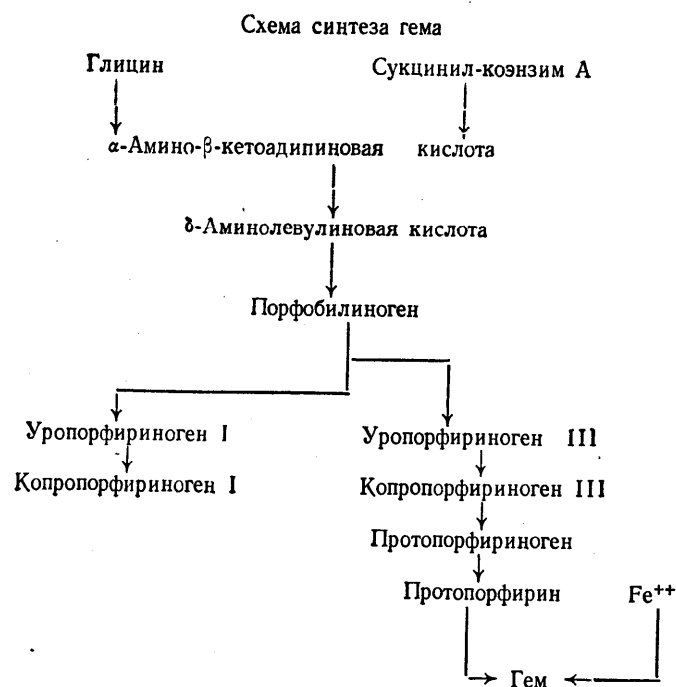 Схема синтеза гема
Глицин Сукцинил-коэнзим А
α-Амино-β-кетоадипиновая кислота
δ-Аминолевулиновая кислота
Порфобилиноген
Уропорфириноген I Уропорфириноген III
Копропорфириноген I Копропорфириноген III
Протопорфириноген
Протопорфирин Fe⁺⁺
Гем